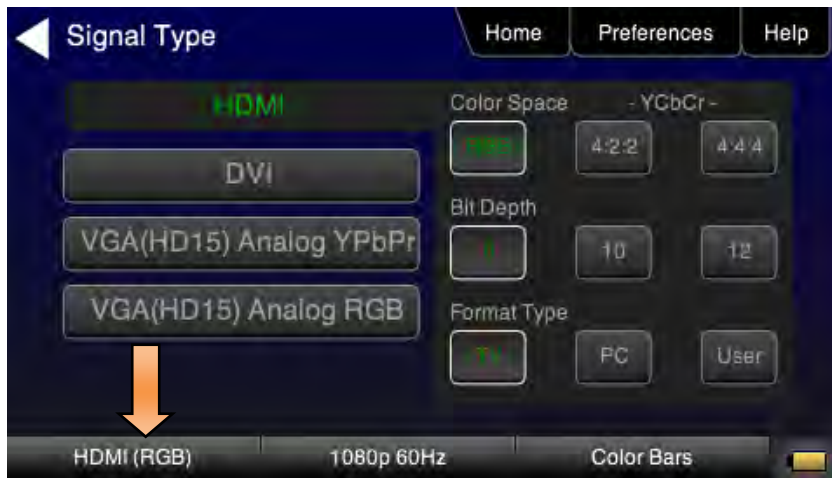 Signal Type Home Preferences Help
HDMI Color Space - YCbCr -
RGB 4:2:2 4:4:4
DVI
Bit Depth
VGA(HD15) Analog YPbPr 10 12
VGA(HD15) Analog RGB Format Type
TV PC User
HDMI (RGB) 1080p 60Hz Color Bars